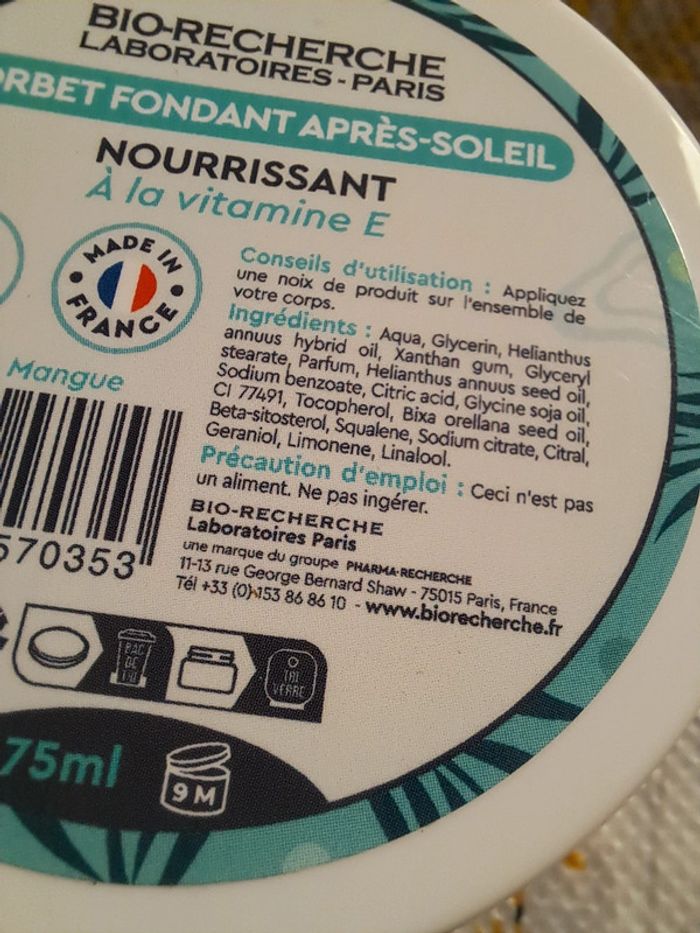 BIO-RECHERCHE
LABORATOIRES - PARIS
ORBET FONDANT APRÈS-SOLEIL
NOURRISSANT
À la vitamine E
MADE IN
FRANCE
Mangue
Conseils d'utilisation : Appliquez
une noix de produit sur l'ensemble de
votre corps.
Ingrédients : Aqua, Glycerin, Helianthus
annuus hybrid oil, Xanthan gum, Glyceryl
stearate, Parfum, Helianthus annuus seed oil,
Sodium benzoate, Citric acid, Glycine soja oil,
CI 77491, Tocopherol, Bixa orellana seed oil,
Beta-sitosterol, Squalene, Sodium citrate, Citral,
Geraniol, Limonene, Linalool.
Précaution d'emploi : Ceci n'est pas
un aliment. Ne pas ingérer.
570353
BIO-RECHERCHE
Laboratoires Paris
une marque du groupe PHARMA-RECHERCHE
11-13 rue George Bernard Shaw - 75015 Paris, France
Tél +33 (0)153 86 86 10 - www.biorecherche.fr
BAC
DE
TRI
TRI
VERRE
75ml
9 M